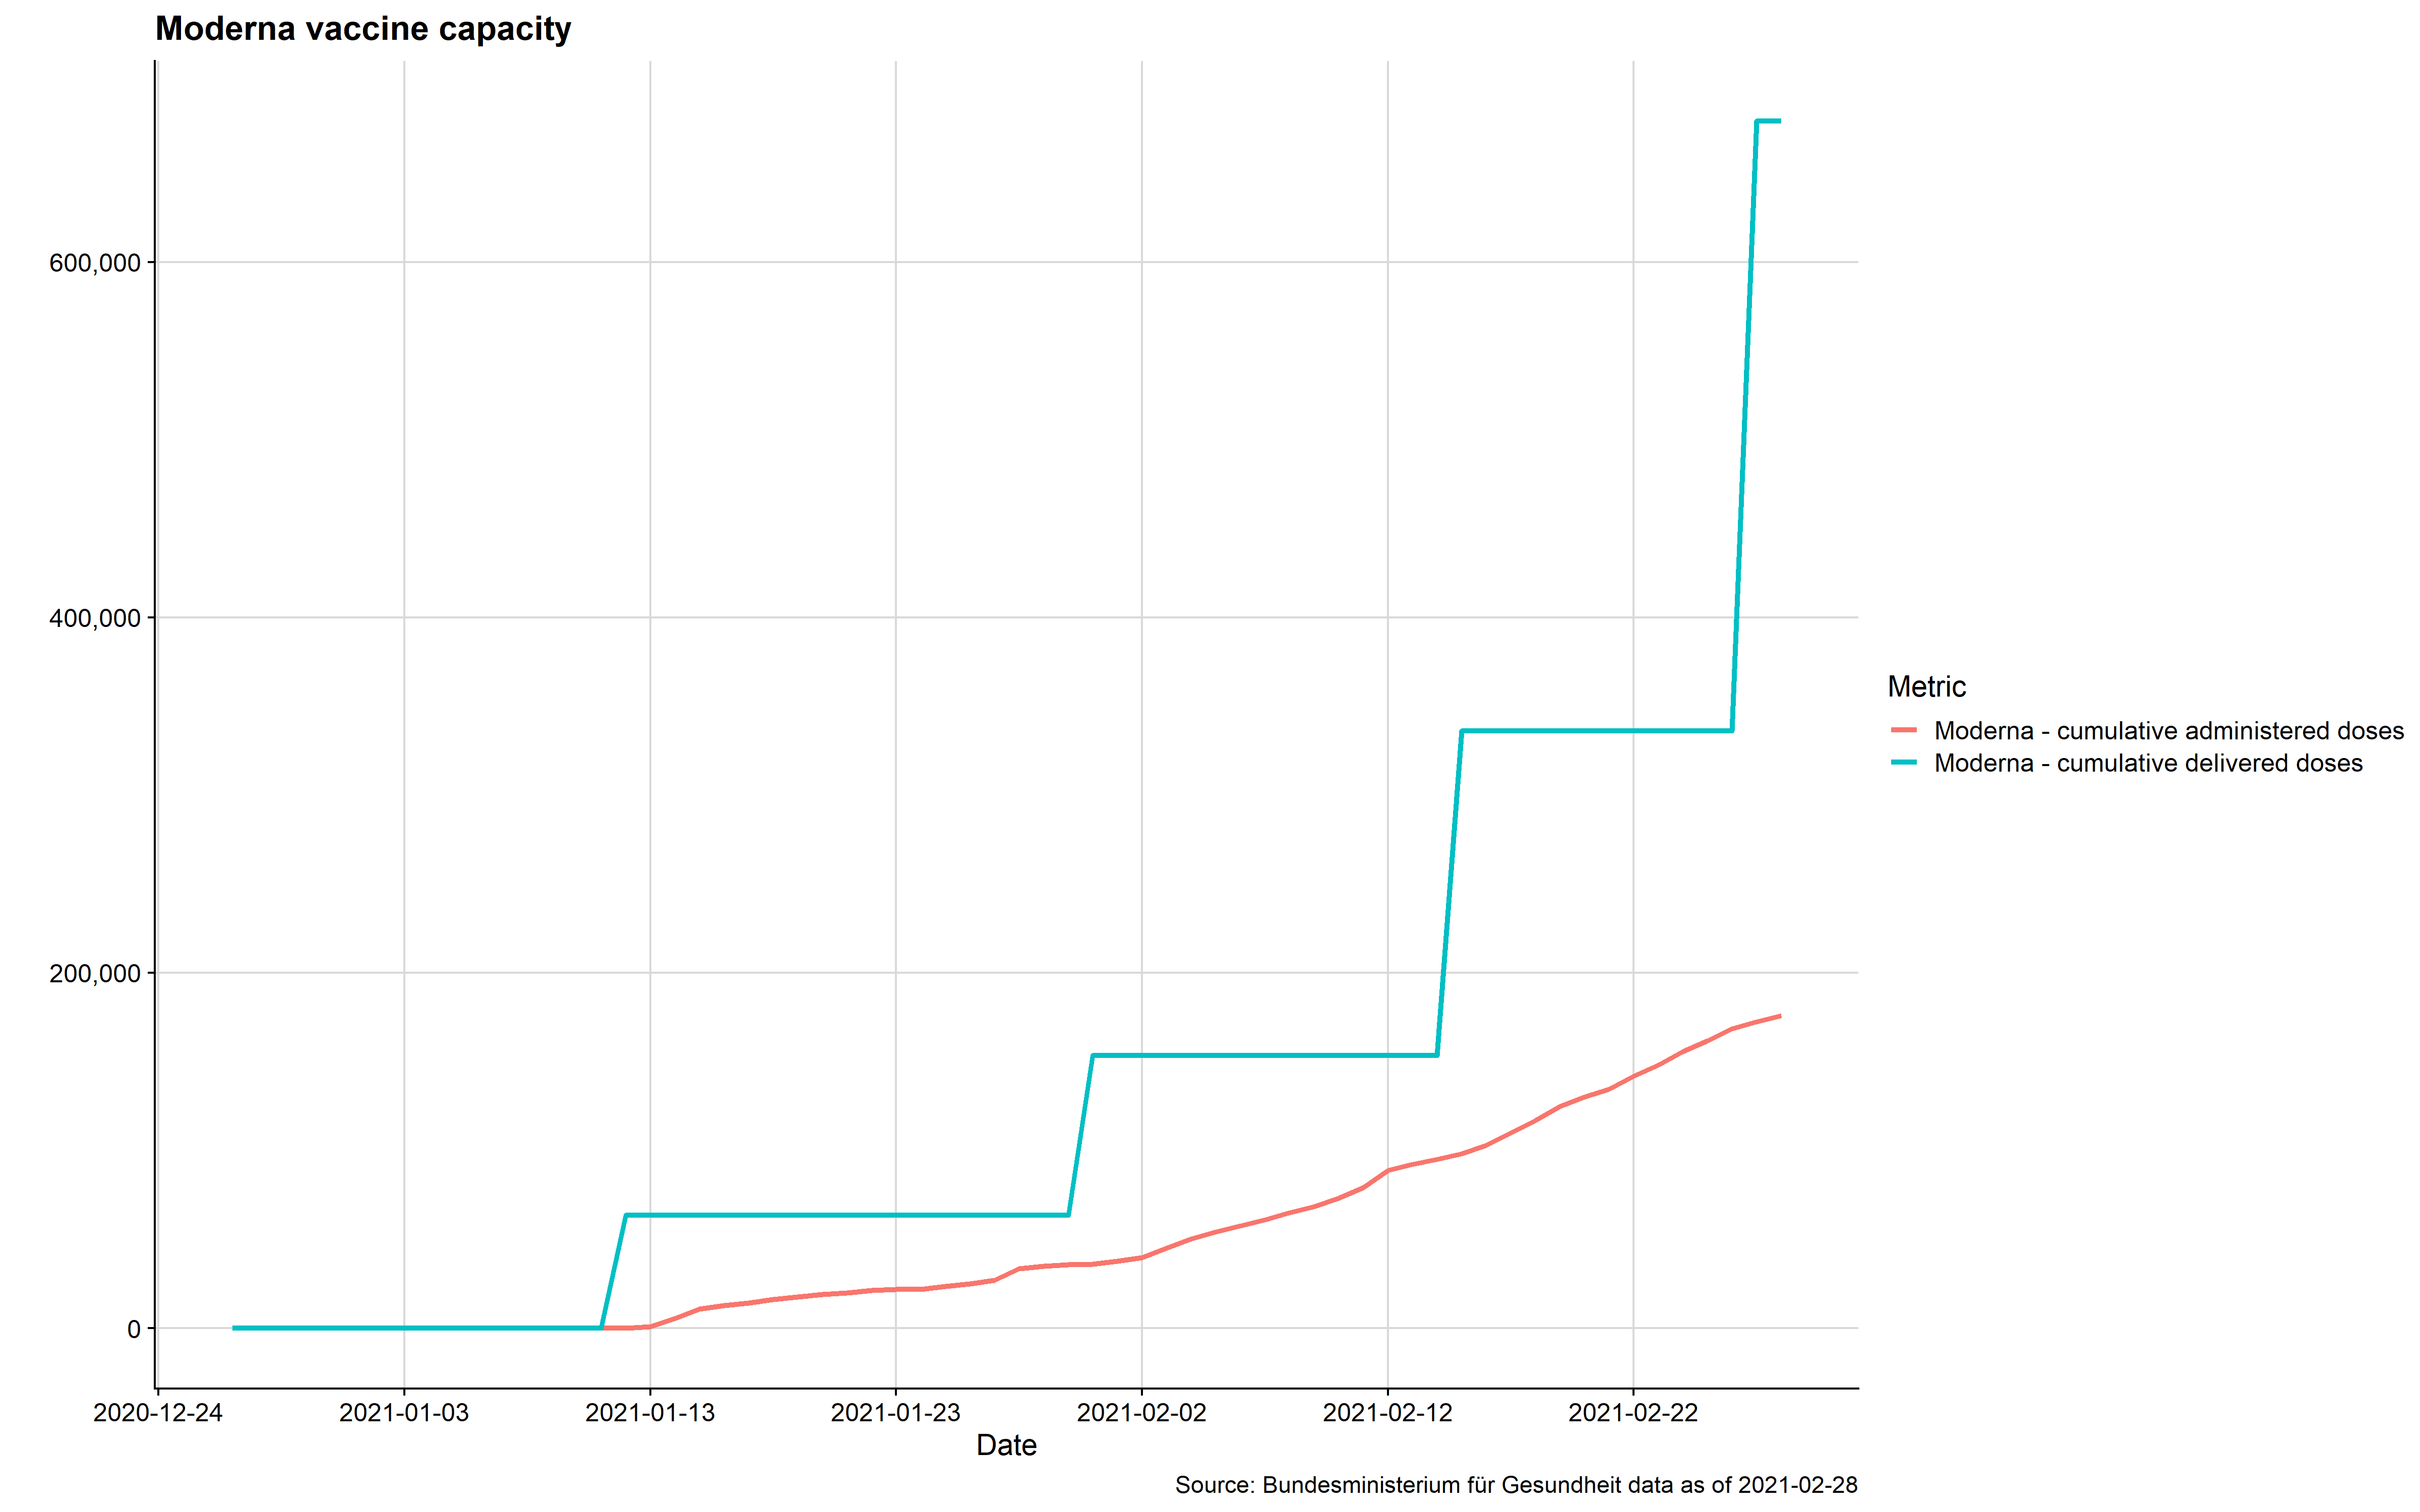 Moderna vaccine capacity
600,000
400,000
200,000
0
2020-12-24
2021-01-03
2021-01-13
2021-01-23
2021-02-02
2021-02-12
2021-02-22
Date
Metric
Moderna - cumulative administered doses
Moderna - cumulative delivered doses
Source: Bundesministerium für Gesundheit data as of 2021-02-28